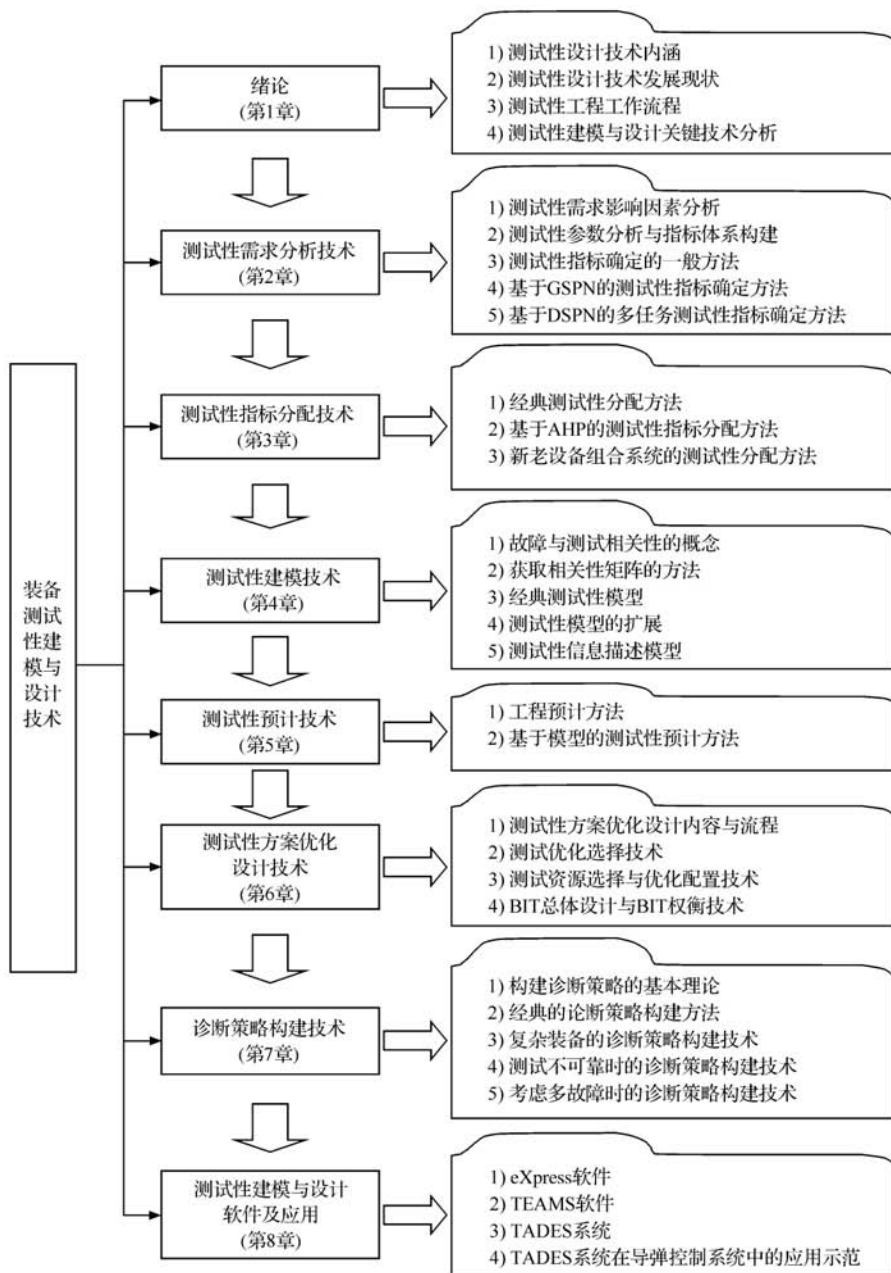 绪论
(第1章)
1) 测试性设计技术内涵
2) 测试性设计技术发展现状
3) 测试性工程工作流程
4) 测试性建模与设计关键技术分析
测试性需求分析技术
(第2章)
1) 测试性需求影响因素分析
2) 测试性参数分析与指标体系构建
3) 测试性指标确定的一般方法
4) 基于GSPN的测试性指标确定方法
5) 基于DSPN的多任务测试性指标确定方法
测试性指标分配技术
(第3章)
1) 经典测试性分配方法
2) 基于AHP的测试性指标分配方法
3) 新老设备组合系统的测试性分配方法
装备
测试
性建
模与
设计
技术
测试性建模技术
(第4章)
1) 故障与测试相关性的概念
2) 获取相关性矩阵的方法
3) 经典测试性模型
4) 测试性模型的扩展
5) 测试性信息描述模型
测试性预计技术
(第5章)
1) 工程预计方法
2) 基于模型的测试性预计方法
测试性方案优化
设计技术
(第6章)
1) 测试性方案优化设计内容与流程
2) 测试优化选择技术
3) 测试资源选择与优化配置技术
4) BIT总体设计与BIT权衡技术
诊断策略构建技术
(第7章)
1) 构建诊断策略的基本理论
2) 经典的论断策略构建方法
3) 复杂装备的诊断策略构建技术
4) 测试不可靠时的诊断策略构建技术
5) 考虑多故障时的诊断策略构建技术
测试性建模与设计
软件及应用
(第8章)
1) eXpress软件
2) TEAMS软件
3) TADES系统
4) TADES系统在导弹控制系统中的应用示范